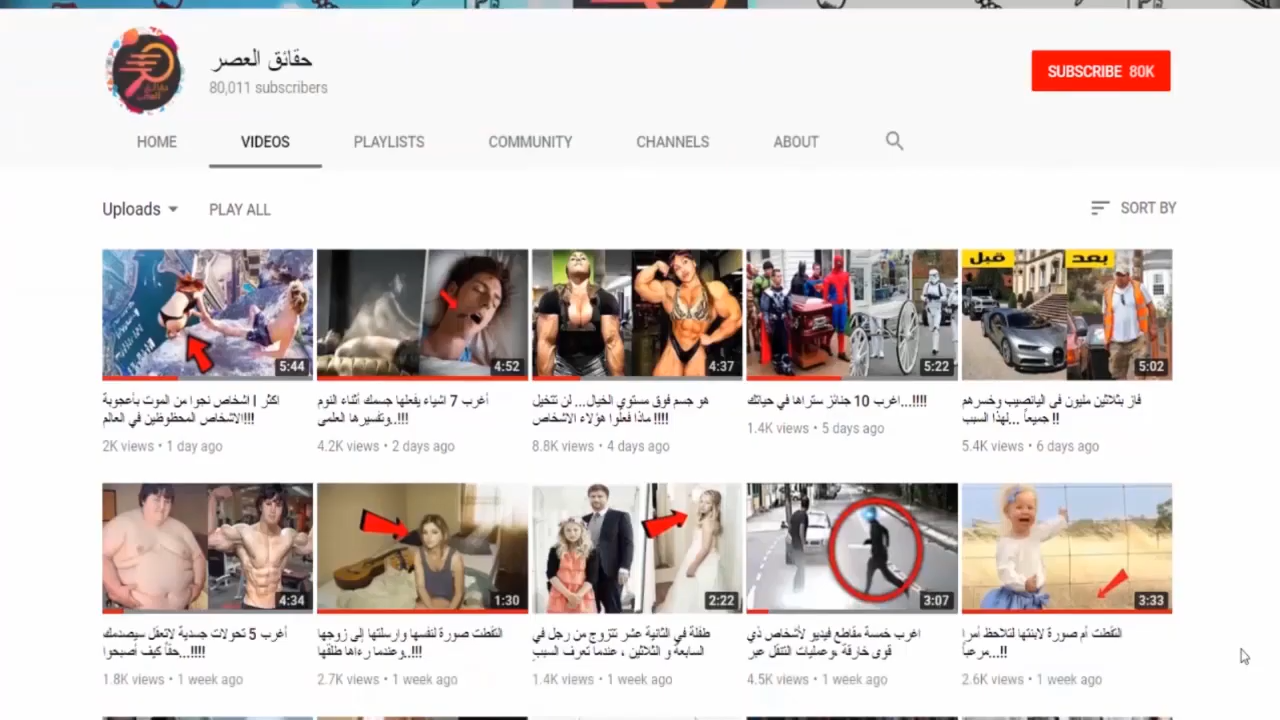 حقائق العصر
80,011 subscribers
SUBSCRIBE 80K
HOME VIDEOS PLAYLISTS COMMUNITY CHANNELS ABOUT
Uploads PLAY ALL SORT BY
قبل بعد
5:44 4:52 4:37 5:22 5:02
اكثر ا اشخاص نجوا من الموت بأعجوبة
الاشخاص المحظوظين في العالم!!!
2K views • 1 day ago
أغرب 7 اشياء يفعلها جسمك أثناء النوم
وتفسيرها العلمى..!!!
4.2K views • 2 days ago
هو جسم فوق مستوي الخيال... لن تتخيل
ماذا فعلوا هؤلاء الاشخاص !!!!
8.8K views • 4 days ago
اغرب 10 جنائز ستراها في حياتك...!!!!
1.4K views • 5 days ago
فاز بثلاثين مليون في اليانصيب وخسرهم
جميعاً ...لهذا السبب !!
5.4K views • 6 days ago
4:34 1:30 2:22 3:07 3:33
أغرب 5 تحولات جسدية لاتعقل سيصدمك
حقاً كيف أصبحوا...!!!!
1.8K views • 1 week ago
التقطت صورة لنفسها وارسلتها إلى زوجها
وعندما رءاها طلقها..!!!
2.7K views • 1 week ago
طفلة في الثانية عشر تتزوج من رجل في
السابعة و الثلاثين ، عندما تعرف السبب
1.4K views • 1 week ago
اغرب خمسة مقاطع فيديو لأشخاص ذي
قوى خارقة ،وعمليات التنقل عبر
4.5K views • 1 week ago
التقطت أم صورة لابنتها لتلاحظ أمرا
مرعباً...!!
2.6K views • 1 week ago